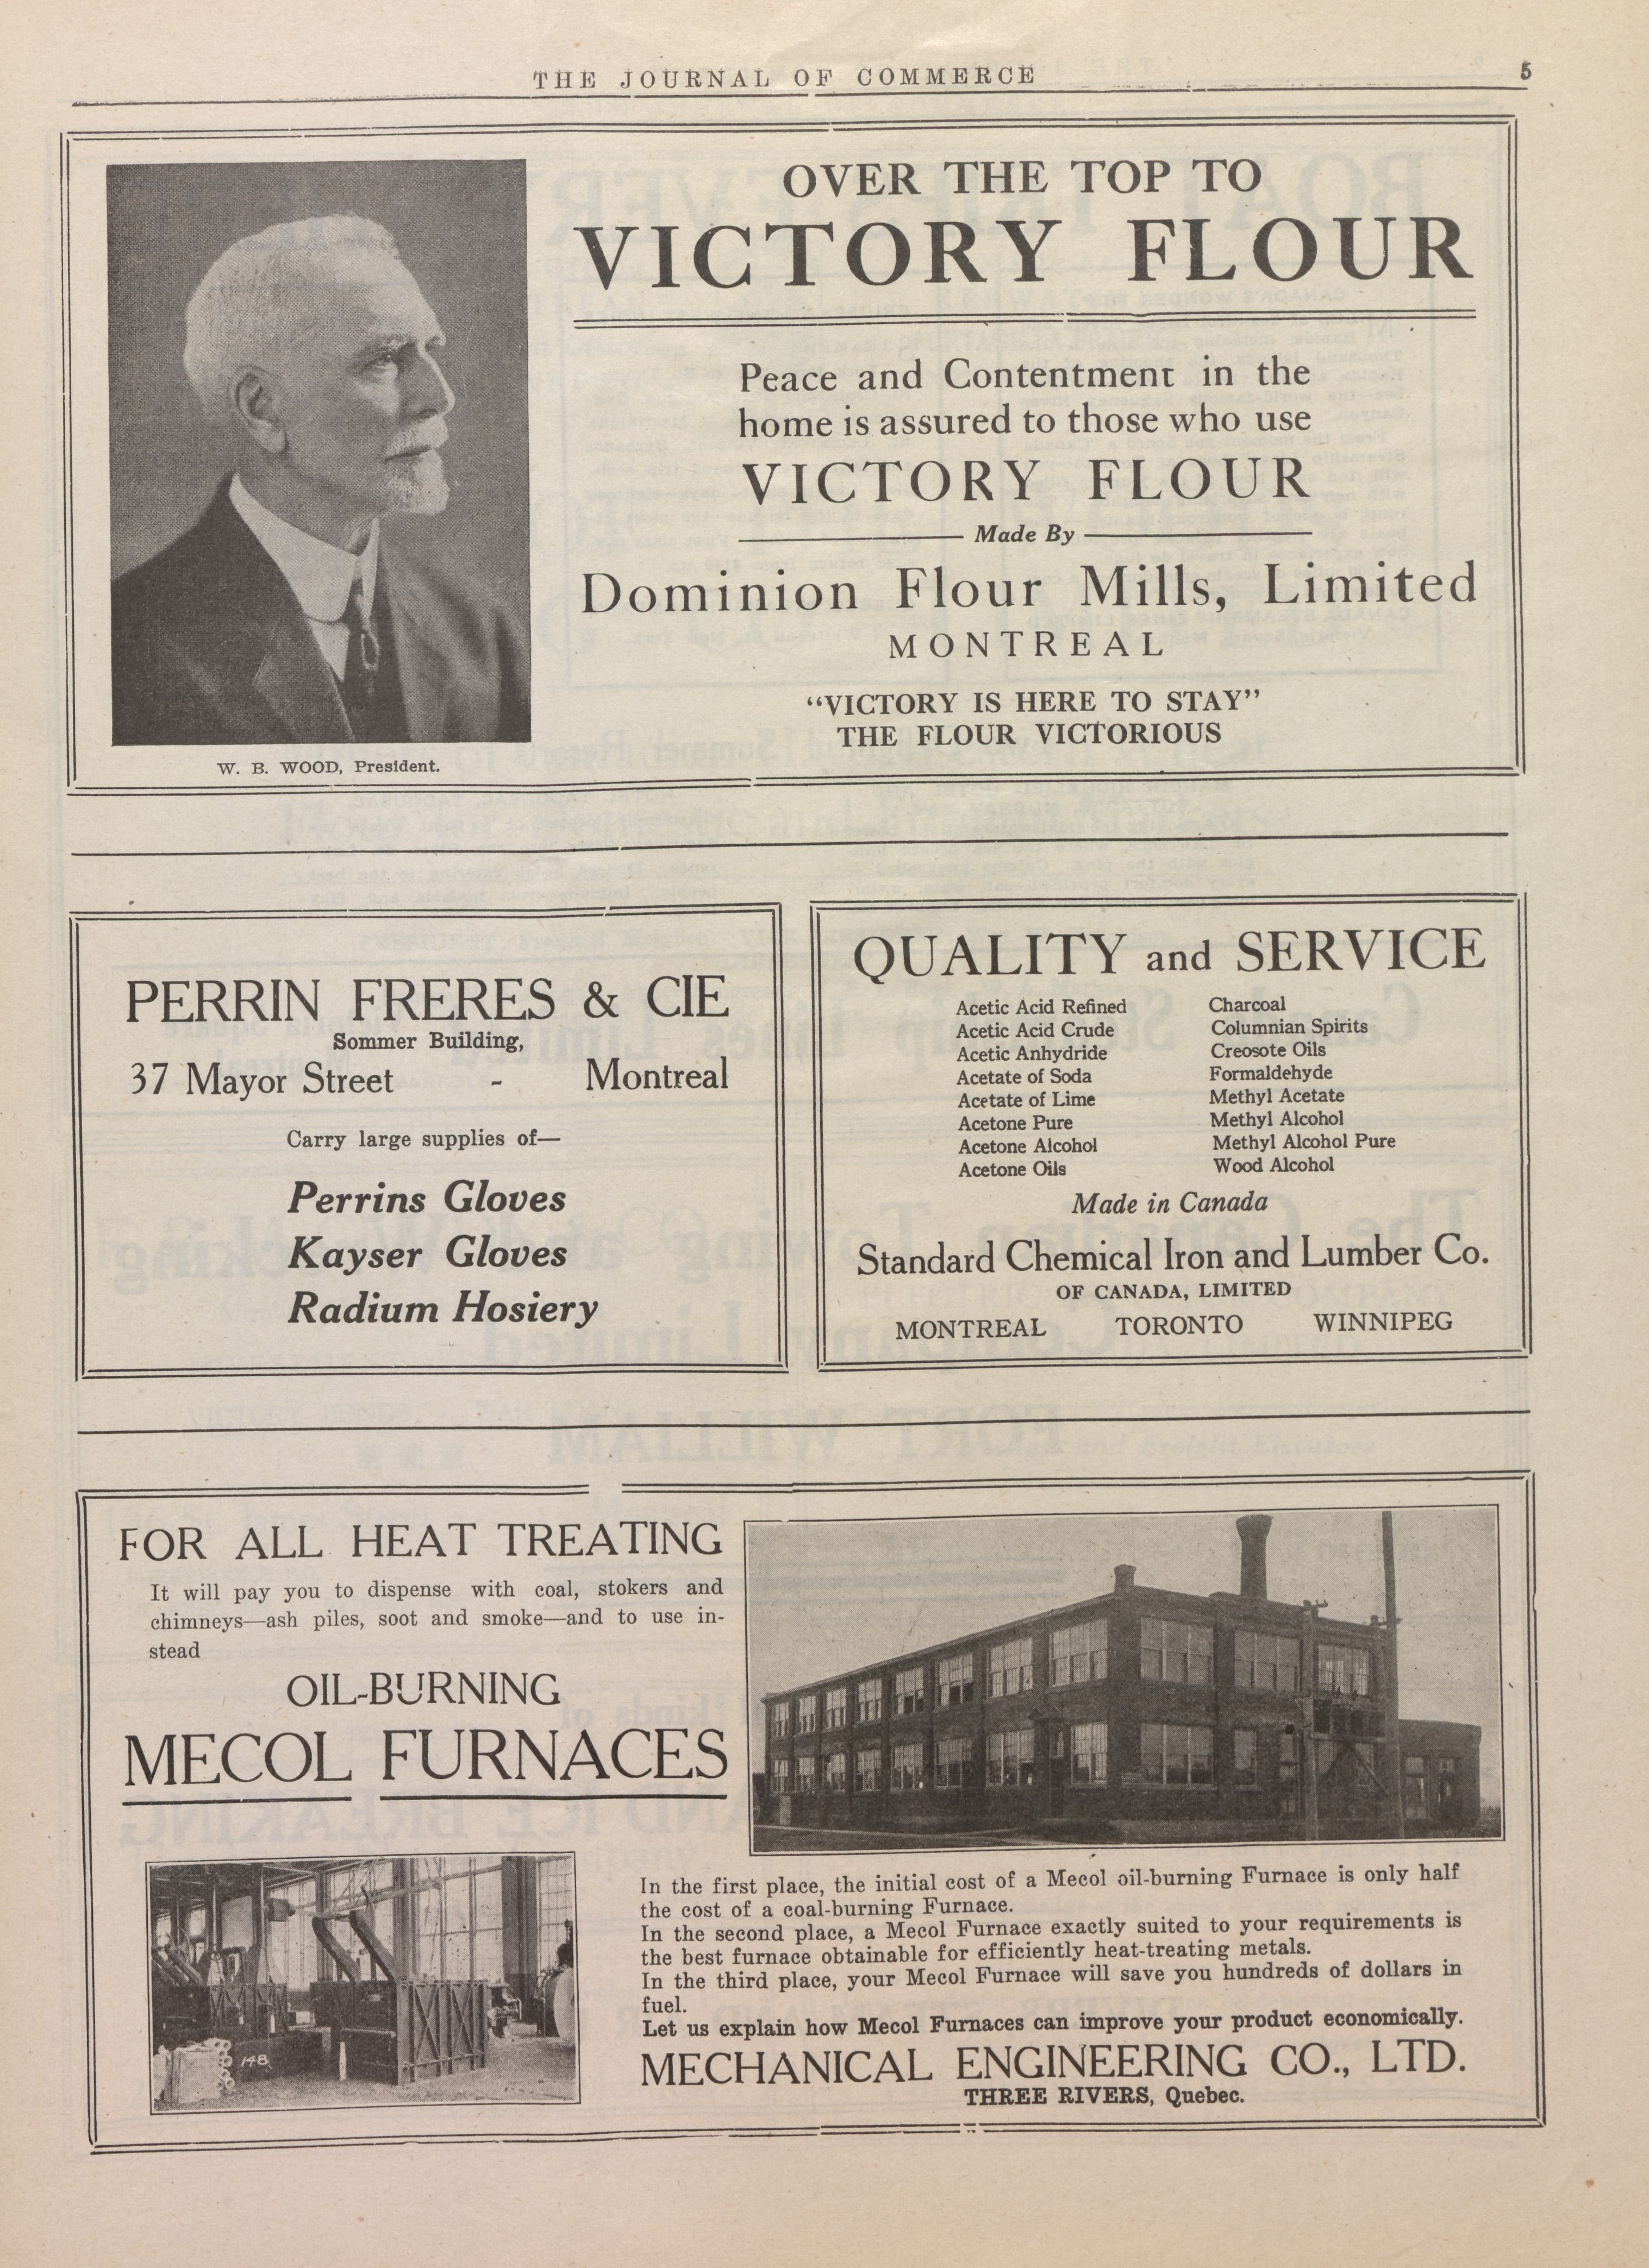 THE JOURNAL OF COMMERCE 5
OVER THE TOP TO
VICTORY FLOUR
Peace and Contentment in the
home is assured to those who use
VICTORY FLOUR
Made By
Dominion Flour Mills, Limited
MONTREAL
“VICTORY IS HERE TO STAY”
THE FLOUR VICTORIOUS
W. B. WOOD, President.
PERRIN FRERES & CIE
Sommer Building,
37 Mayor Street - Montreal
Carry large supplies of—
Perrins Gloves
Kayser Gloves
Radium Hosiery
QUALITY and SERVICE
Acetic Acid Refined
Acetic Acid Crude
Acetic Anhydride
Acetate of Soda
Acetate of Lime
Acetone Pure
Acetone Alcohol
Acetone Oils
Charcoal
Columnian Spirits
Creosote Oils
Formaldehyde
Methyl Acetate
Methyl Alcohol
Methyl Alcohol Pure
Wood Alcohol
Made in Canada
Standard Chemical Iron and Lumber Co.
OF CANADA, LIMITED
MONTREAL TORONTO WINNIPEG
FOR ALL HEAT TREATING
It will pay you to dispense with coal, stokers and
chimneys—ash piles, soot and smoke—and to use in-
stead
OIL-BURNING
MECOL FURNACES
148
In the first place, the initial cost of a Mecol oil-burning Furnace is only half
the cost of a coal-burning Furnace.
In the second place, a Mecol Furnace exactly suited to your requirements is
the best furnace obtainable for efficiently heat-treating metals.
In the third place, your Mecol Furnace will save you hundreds of dollars in
fuel.
Let us explain how Mecol Furnaces can improve your product economically.
MECHANICAL ENGINEERING CO., LTD.
THREE RIVERS, Quebec.